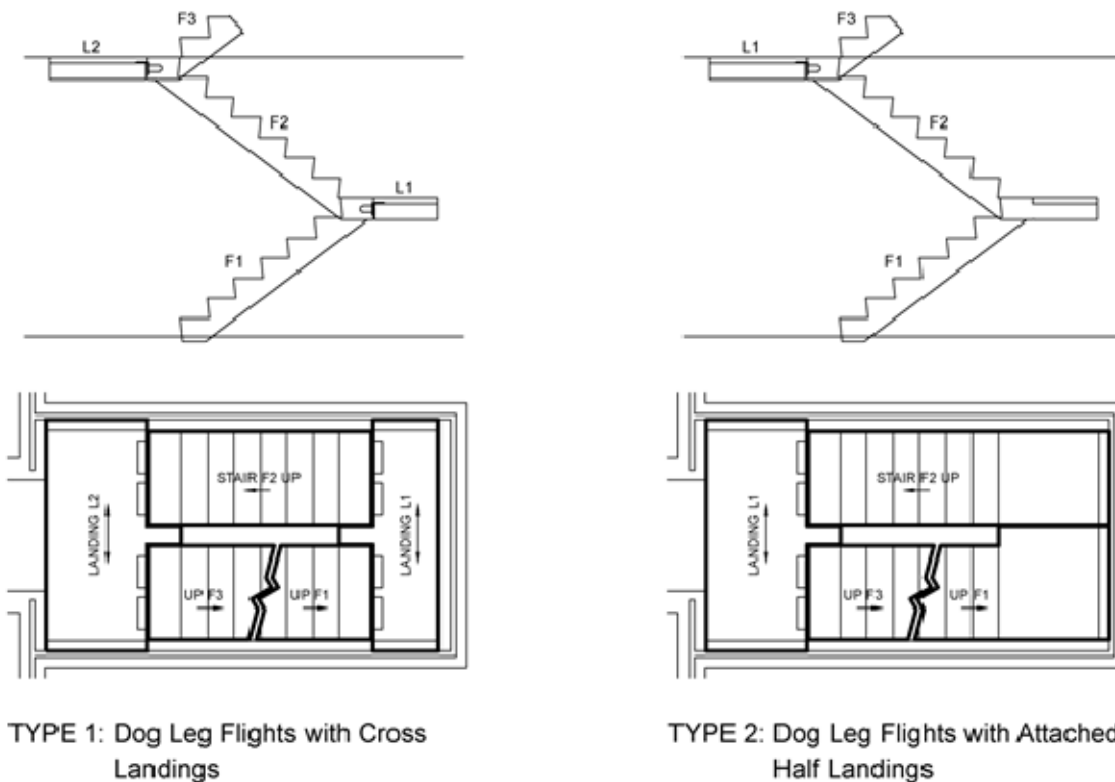 F3
L2
F2
L1
F1
F3
L1
F2
F1
STAIR F2 UP
LANDING L2
LANDING L1
UP F3
UP F1
STAIR F2 UP
LANDING L1
UP F3
UP F1
TYPE 1: Dog Leg Flights with Cross
Landings
TYPE 2: Dog Leg Flights with Attached
Half Landings